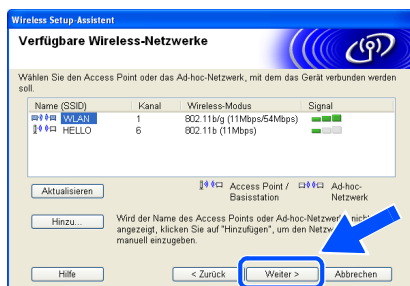 Wireless Setup-Assistent
Verfügbare Wireless-Netzwerke
Wählen Sie den Access Point oder das Ad-hoc-Netzwerk, mit dem das Gerät verbunden werden
soll.
Name (SSID) Kanal Wireless-Modus Signal
WLAN 1 802.11b/g (11Mbps/54Mbps)
HELLO 6 802.11b (11Mbps)
Aktualisieren
Access Point / Ad-hoc-
Basisstation Netzwerk
Hinzu...
Wird der Name des Access Points oder Ad-hoc-Netzwerks nicht
angezeigt, klicken Sie auf "Hinzufügen", um den
manuell einzugeben.
Hilfe < Zurück Weiter > Abbrechen